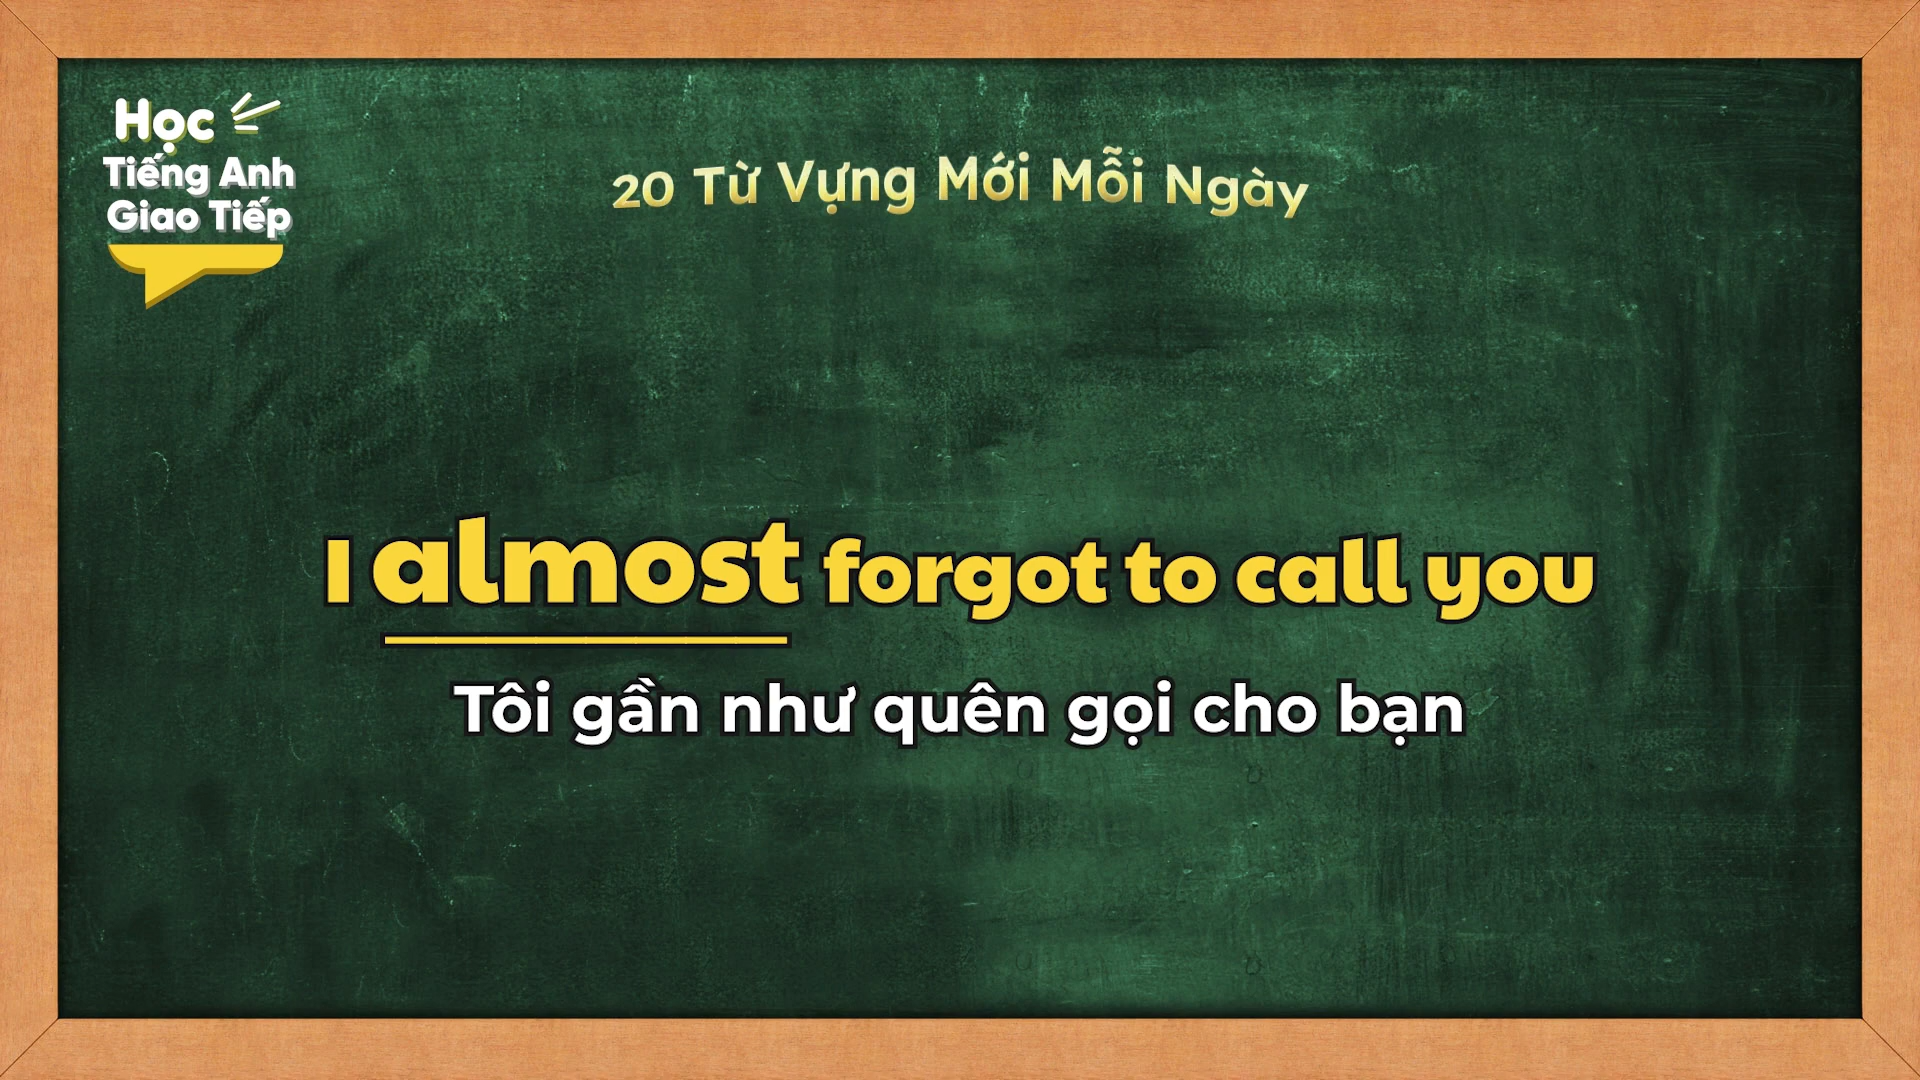 Học
Tiếng Anh
Giao Tiếp
20 Từ Vựng Mới Mỗi Ngày
I almost forgot to call you
Tôi gần như quên gọi cho bạn